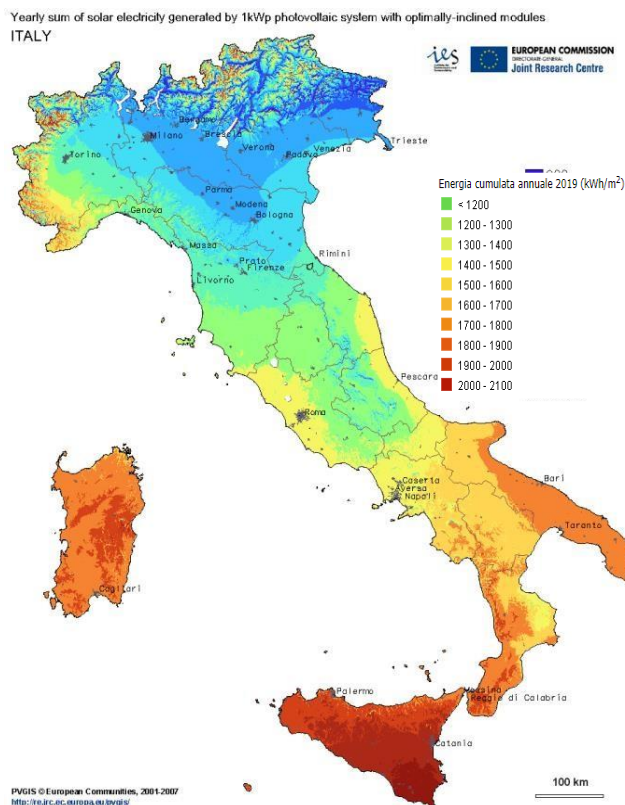 Yearly sum of solar electricity generated by 1kWp photovoltaic system with optimally-inclined modules
ITALY
ies
EUROPEAN COMMISSION
DIRECTORATE-GENERAL
Joint Research Centre
Bergamo
Milano
Brescia
Trieste
Verona
Venezia
Torino
Padova
Energia cumulata annuale 2019 (kWh/m²)
< 1200
1200 - 1300
1300 - 1400
1400 - 1500
1500 - 1600
1600 - 1700
1700 - 1800
1800 - 1900
1900 - 2000
2000 - 2100
Parma
Modena
Genova
Bologna
Massa
Rimini
Prato
Firenze
Livorno
Pescara
Roma
Caserta
Aversa
Napoli
Bari
Taranto
Cagliari
Palermo
Messina
Reggio di Calabria
Catania
100 km
PVGIS © European Communities, 2001-2007
http://re.jrc.ec.europa.eu/pvgis/